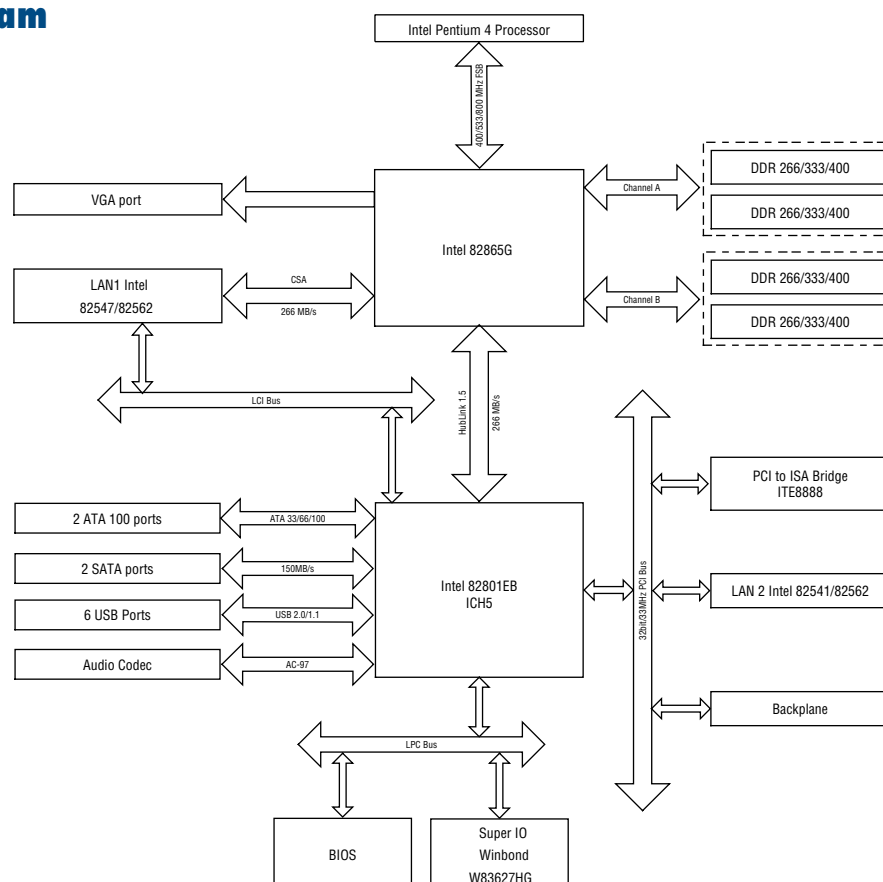 am
Intel Pentium 4 Processor
400/533/800 MHz FSB
VGA port
Intel 82865G
Channel A
DDR 266/333/400
DDR 266/333/400
LAN1 Intel
82547/82562
CSA
266 MB/s
Channel B
DDR 266/333/400
DDR 266/333/400
LCI Bus
HubLink 1.5
266 MB/s
PCI to ISA Bridge
ITE8888
2 ATA 100 ports
ATA 33/66/100
2 SATA ports
150MB/s
6 USB Ports
USB 2.0/1.1
Audio Codec
AC-97
Intel 82801EB
ICH5
32bit/33MHz PCI Bus
LAN 2 Intel 82541/82562
Backplane
LPC Bus
BIOS
Super IO
Winbond
W83627HG